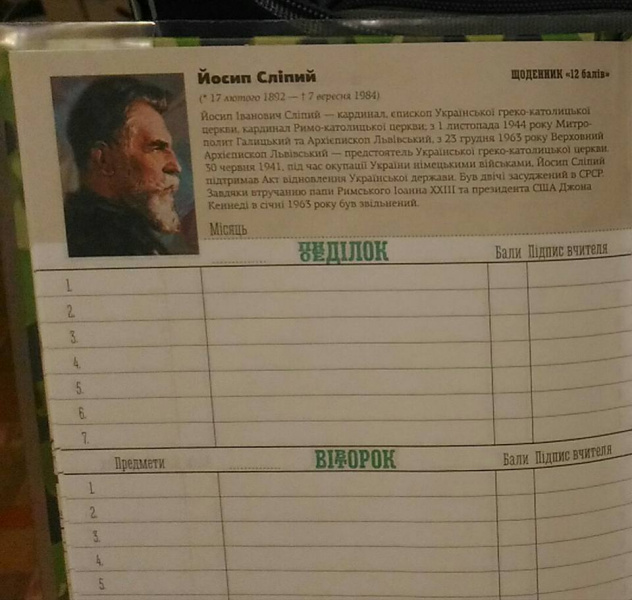 Йосип Сліпий
ЩОДЕННИК «12 балів»
(* 17 лютого 1892 — † 7 вересня 1984)
Йосип Іванович Сліпий — кардинал, єпископ Української греко-католицької
церкви, кардинал Римо-католицької церкви; з 1 листопада 1944 року Митро-
полит Галицький та Архієпископ Львівський, з 23 грудня 1963 року Верховний
Архієпископ Львівський — предстоятель Української греко-католицької церкви.
30 червня 1941, під час окупації України німецькими військами, Йосип Сліпий
підтримав Акт відновлення Української держави. Був двічі засуджений в СРСР.
Завдяки втручанню папи Римського Іоанна XXIII та президента США Джона
Кеннеді в січні 1963 року був звільнений.
Місяць
ПОНЕДІЛОК Бали Підпис вчителя
1.
2.
3.
4.
5.
6.
7.
Предмети ВІВТОРОК Бали Підпис вчителя
1.
2.
3.
4.
5.